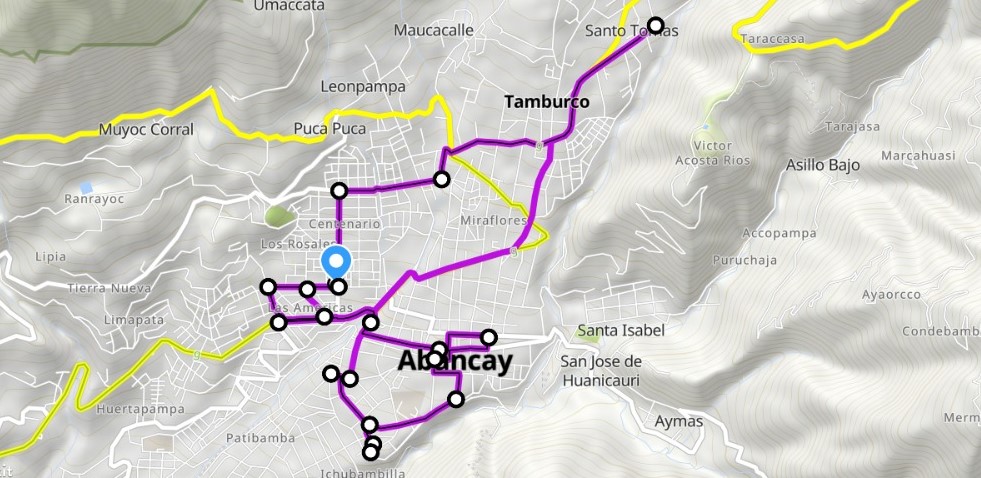 Umaccata
Maucacalle
Santo Tomas
Taraccasa
Leonpampa
Tamburco
Muyoc Corral
Puca Puca
Tarajasa
Victor
Acosta Rios
Asillo Bajo
Marcahuasi
Ranrayoc
Centenario
Miraflores
Accopampa
Los Rosales
Lipia
Puruchaja
Tierra Nueva
Ayaorcco
Las Americas
Limapata
Santa Isabel
Condebamb
Abancay
San Jose de
Huanicauri
Huertapampa
Aymas
Merm
Patibamba
Ichubambilla